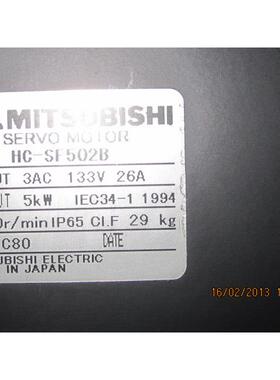 MITSUBISHI
SERVO MOTOR
HC-SF502B
UT 3AC 133V 26A
UT 5kW IEC34-1 1994
0r/min IP65 CI.F 29 kg
C80 DATE
UBISHI ELECTRIC
IN JAPAN
16/02/2013